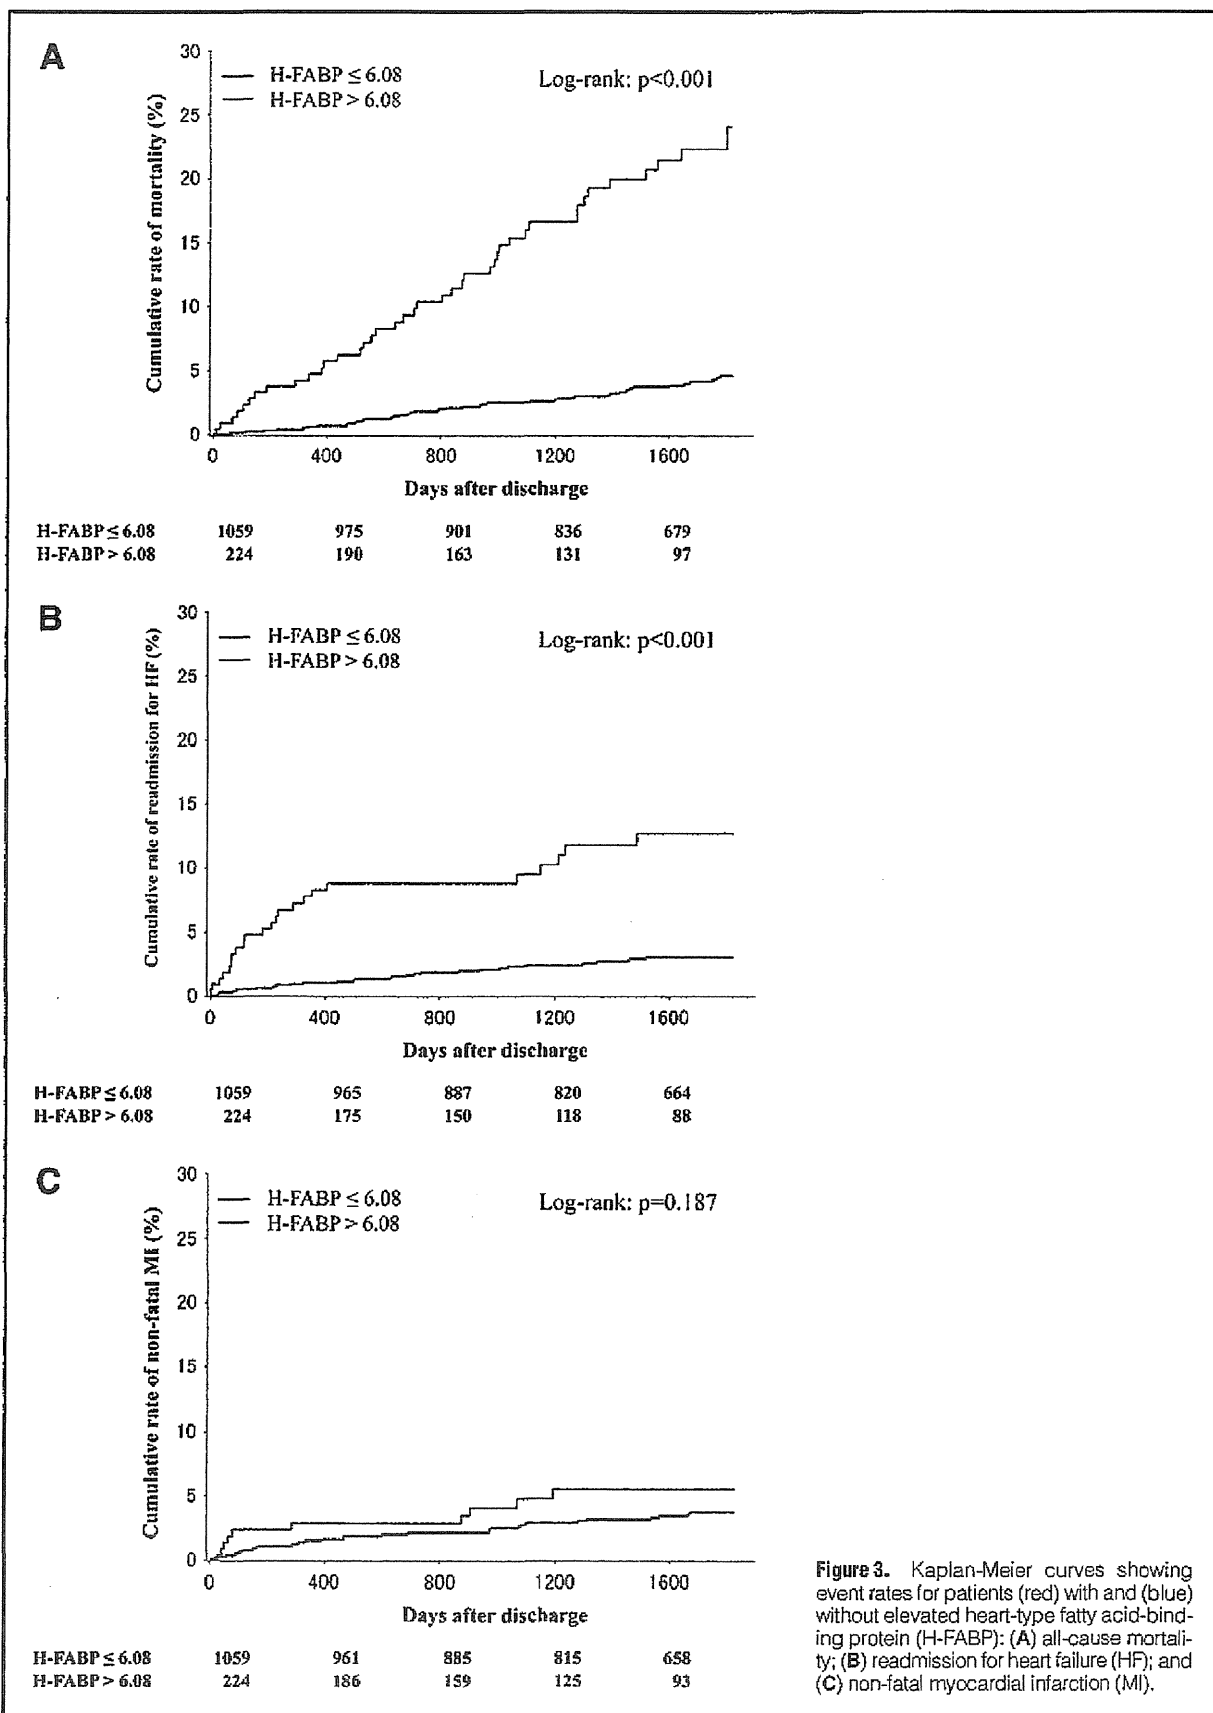 A
Cumulative rate of mortality (%)
30
25
20
15
10
5
0
H-FABP ≤ 6.08
H-FABP > 6.08
Log-rank: p<0.001
0 400 800 1200 1600
Days after discharge
H-FABP ≤ 6.08 1059 975 901 836 679
H-FABP > 6.08 224 190 163 131 97
B
Cumulative rate of readmission for HF (%)
30
25
20
15
10
5
0
H-FABP ≤ 6.08
H-FABP > 6.08
Log-rank: p<0.001
0 400 800 1200 1600
Days after discharge
H-FABP ≤ 6.08 1059 965 887 820 664
H-FABP > 6.08 224 175 150 118 88
C
Cumulative rate of non-fatal MI (%)
30
25
20
15
10
5
0
H-FABP ≤ 6.08
H-FABP > 6.08
Log-rank: p=0.187
0 400 800 1200 1600
Days after discharge
H-FABP ≤ 6.08 1059 961 885 815 658
H-FABP > 6.08 224 186 159 125 93
Figure 3. Kaplan-Meier curves showing
event rates for patients (red) with and (blue)
without elevated heart-type fatty acid-bind-
ing protein (H-FABP): (A) all-cause mortali-
ty; (B) readmission for heart failure (HF); and
(C) non-fatal myocardial infarction (MI).